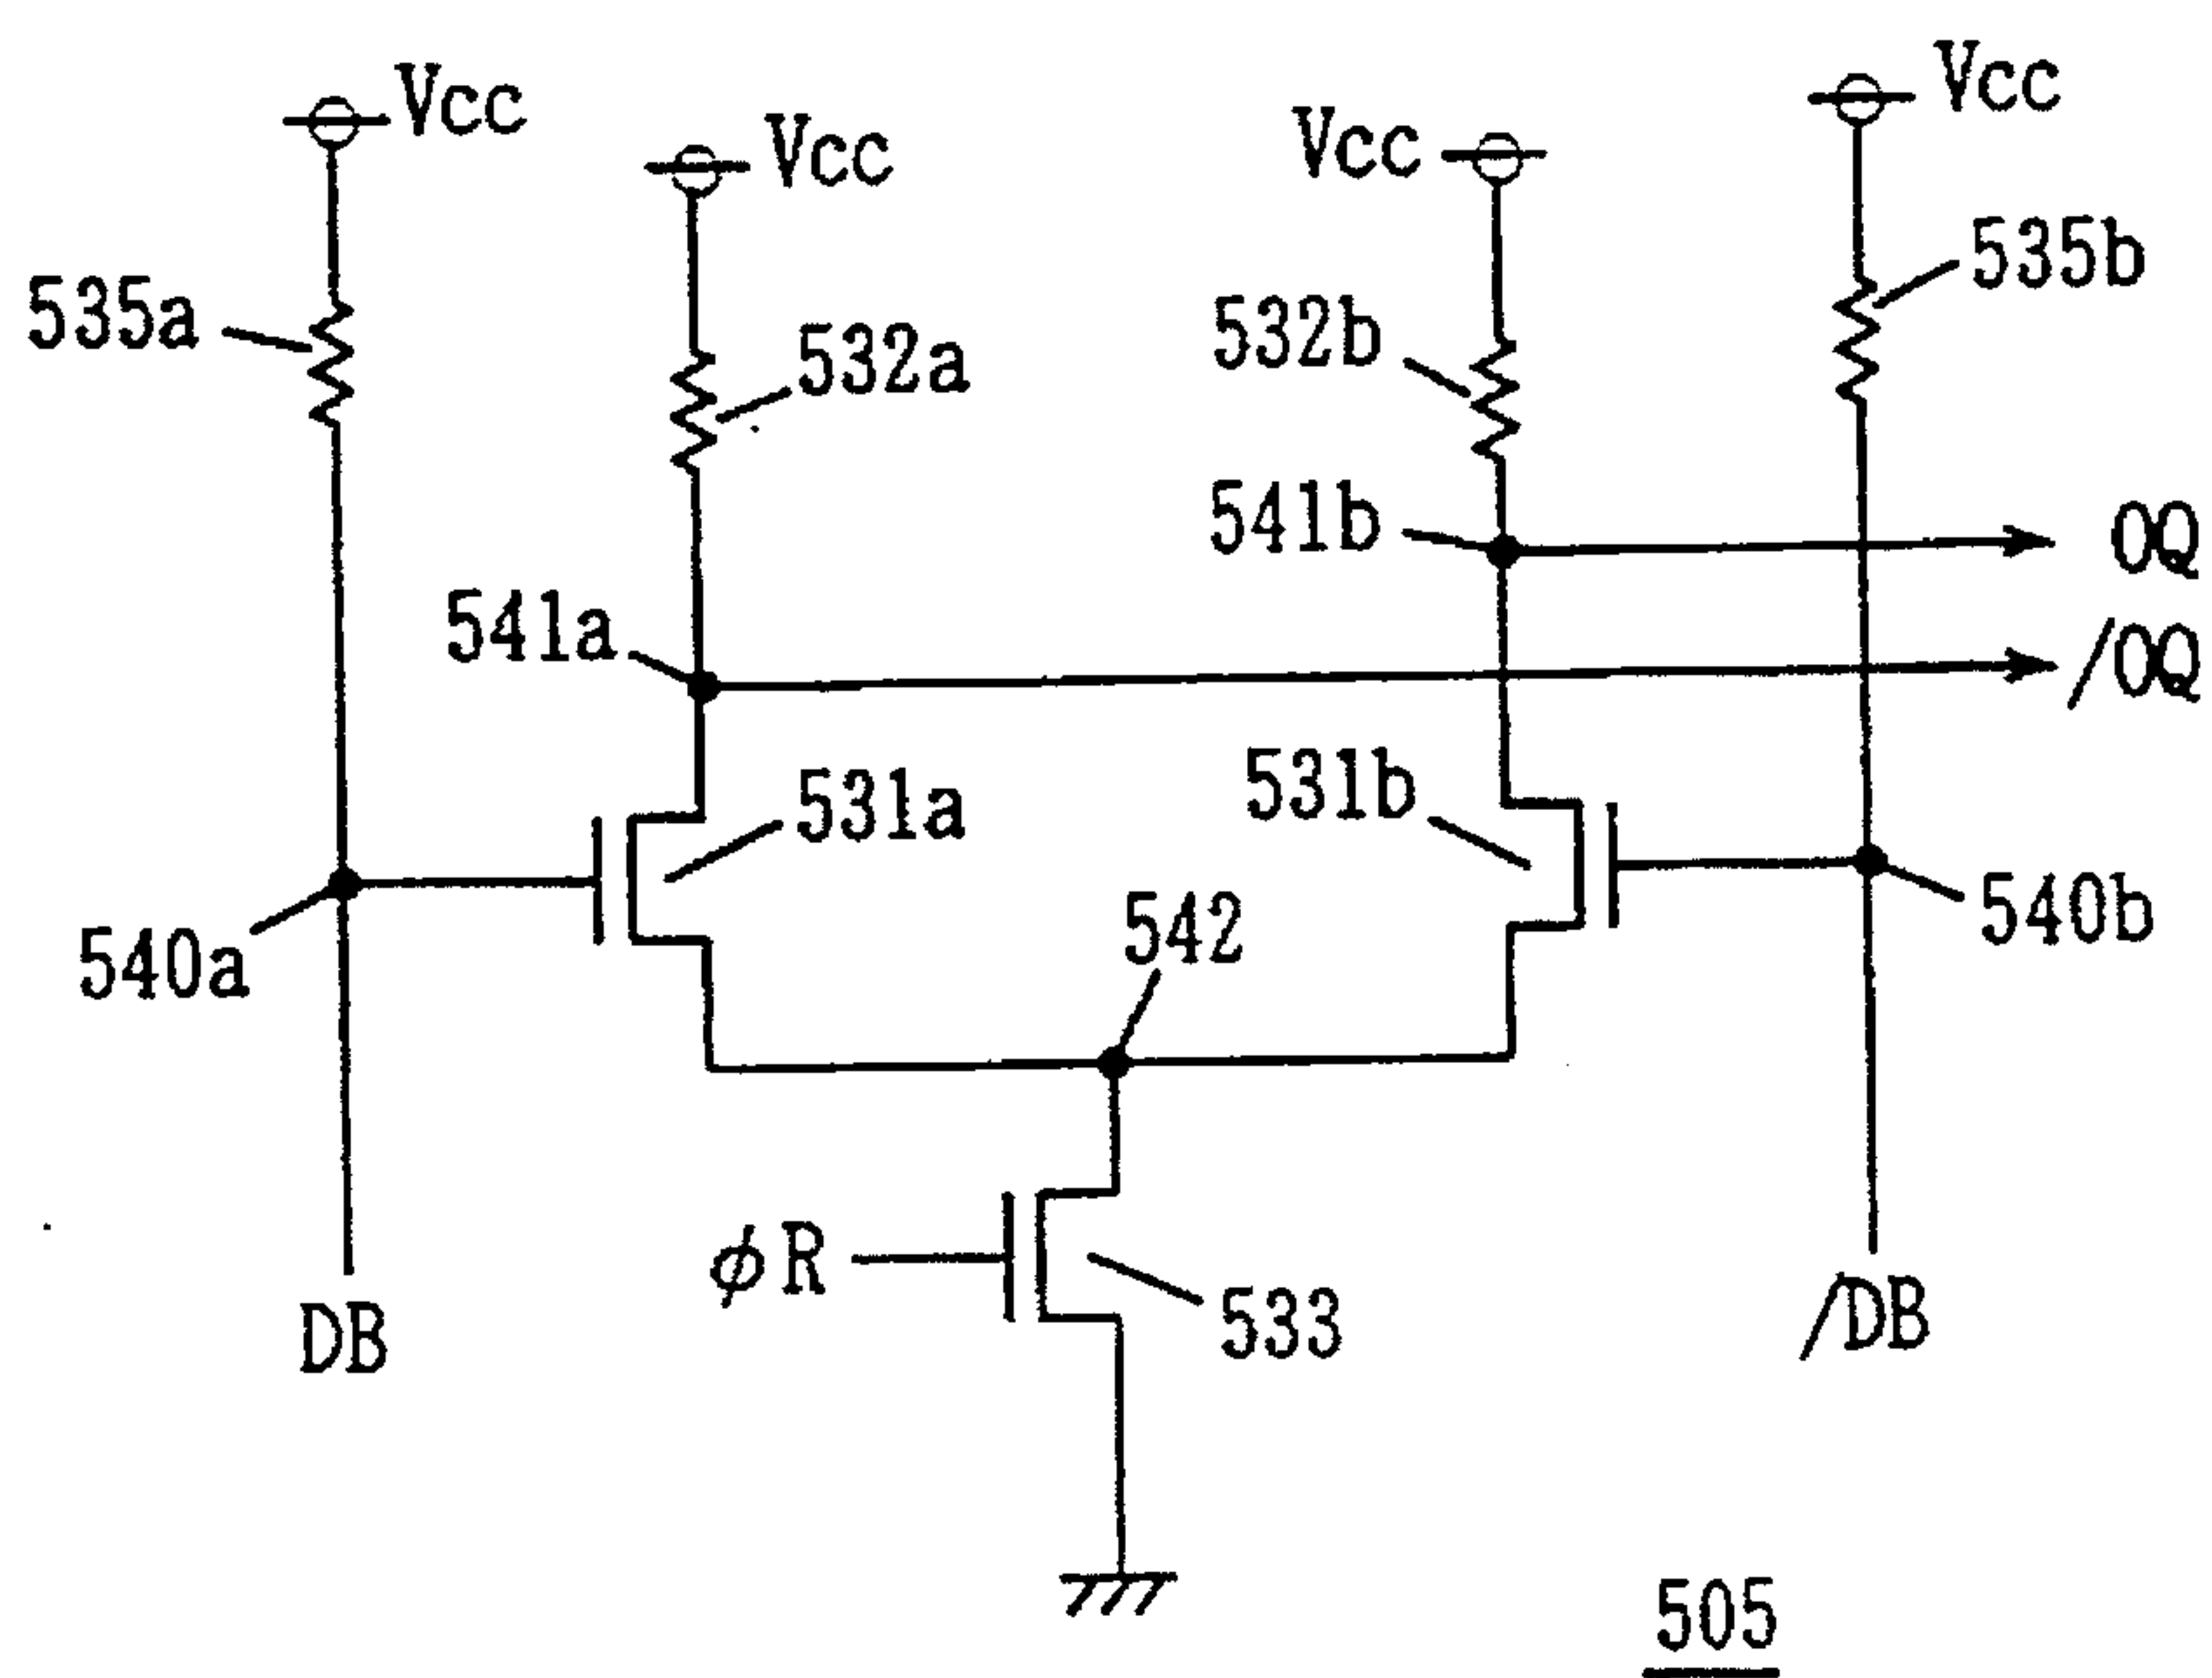 Vcc
Vcc
Vcc
Vcc
535a
532a
532b
535b
541b
OQ
541a
/OQ
531a
531b
540a
542
540b
φR
533
DB
/DB
505